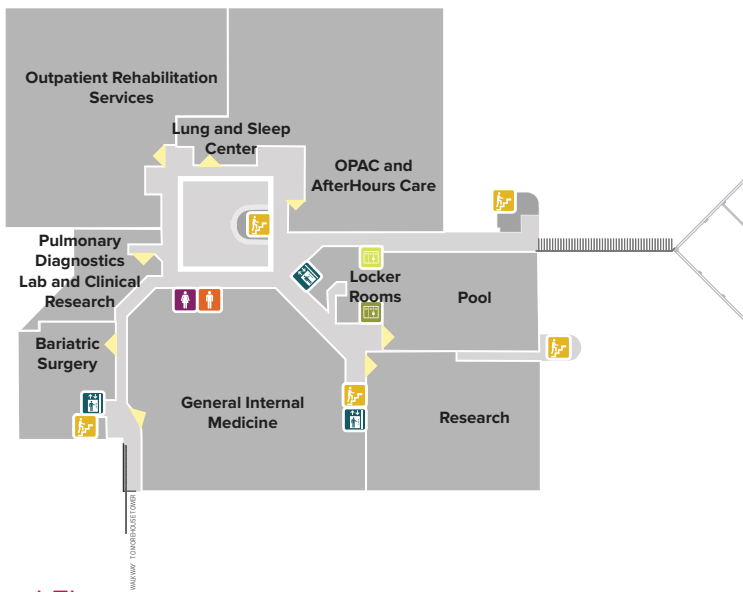 Outpatient Rehabilitation
Services
Lung and Sleep
Center
OPAC and
AfterHours Care
Pulmonary
Diagnostics
Lab and Clinical
Research
Locker
Rooms
Pool
Bariatric
Surgery
General Internal
Medicine
Research
WALKWAY TO MOREHOUSE TOWER